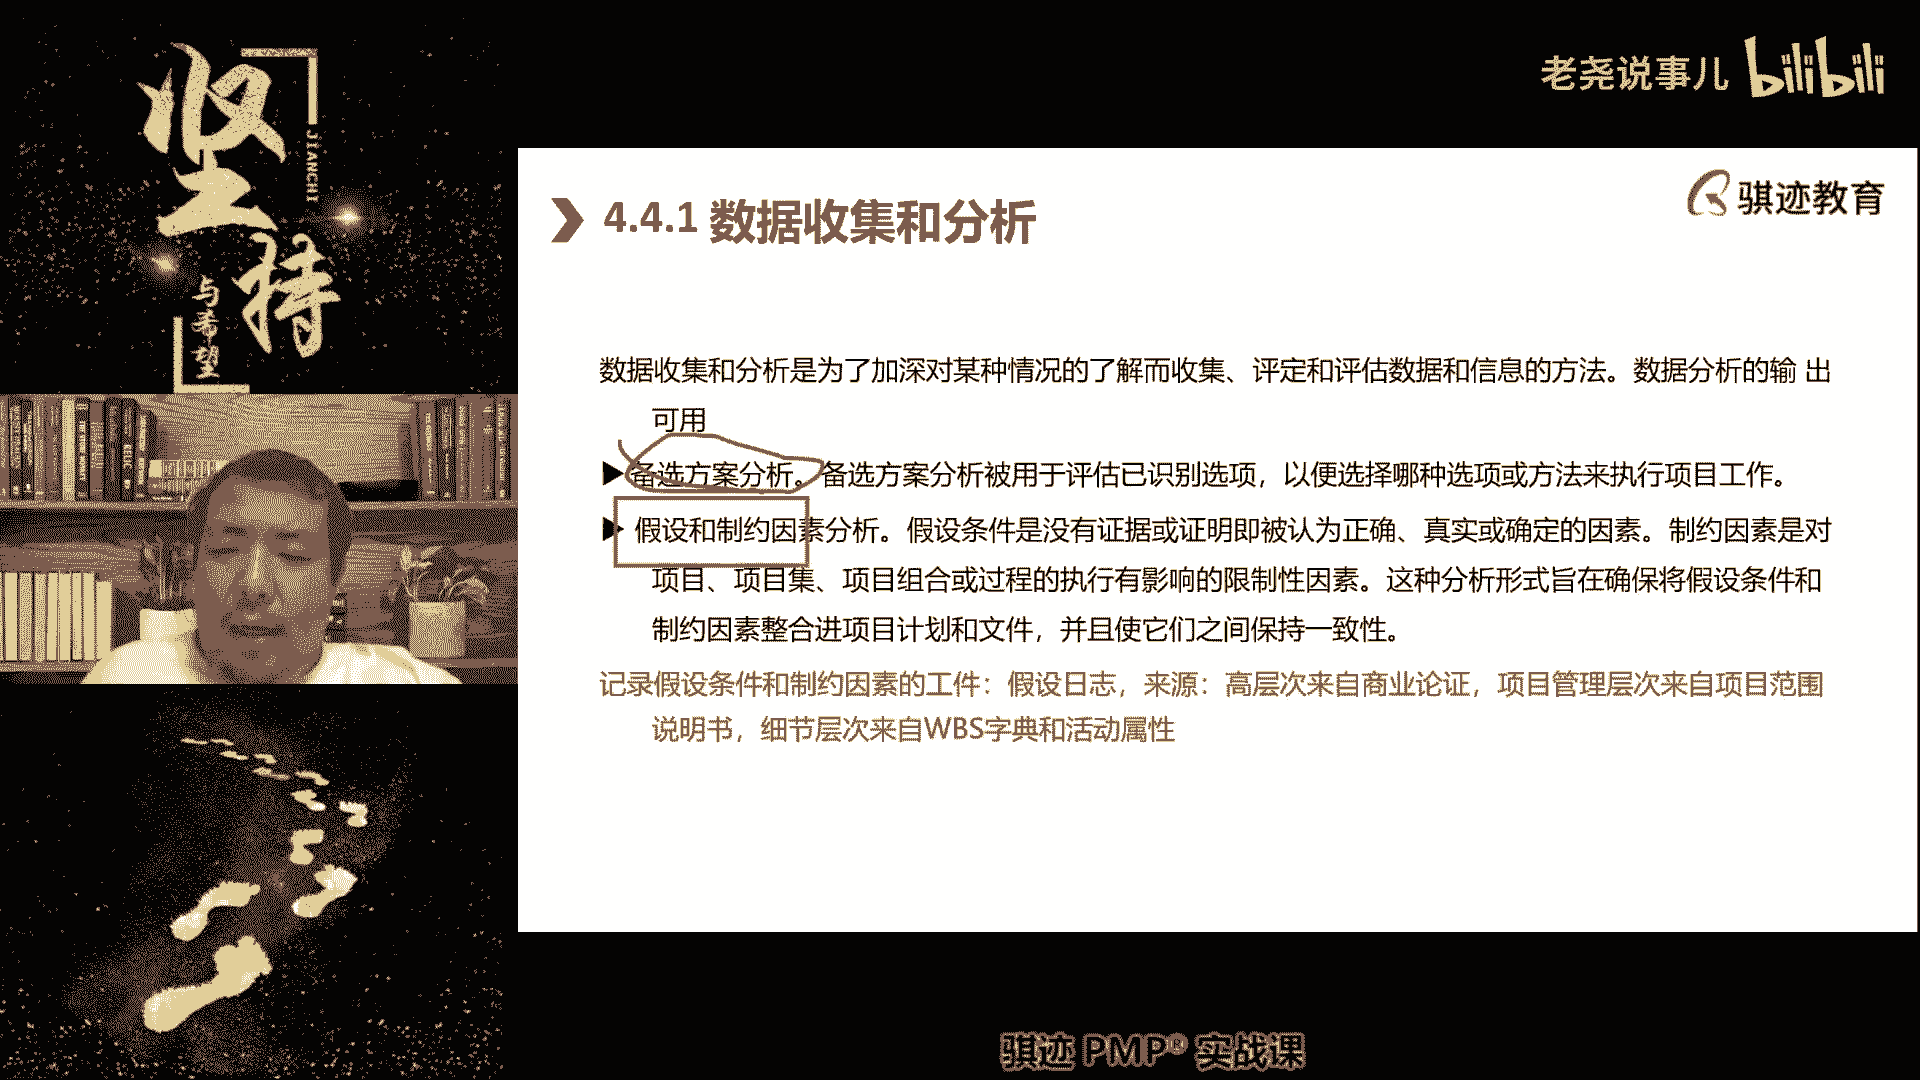 坚持
JIANCHI
与希望
老尧说事儿 bilibili
骐迹教育
4.4.1 数据收集和分析
数据收集和分析是为了加深对某种情况的了解而收集、评定和评估数据和信息的方法。数据分析的输 出
可用
备选方案分析。备选方案分析被用于评估已识别选项，以便选择哪种选项或方法来执行项目工作。
假设和制约因素分析。假设条件是没有证据或证明即被认为正确、真实或确定的因素。制约因素是对
项目、项目集、项目组合或过程的执行有影响的限制性因素。这种分析形式旨在确保将假设条件和
制约因素整合进项目计划和文件，并且使它们之间保持一致性。
记录假设条件和制约因素的工件：假设日志，来源：高层次来自商业论证，项目管理层次来自项目范围
说明书，细节层次来自WBS字典和活动属性
骐迹 PMP® 实战课